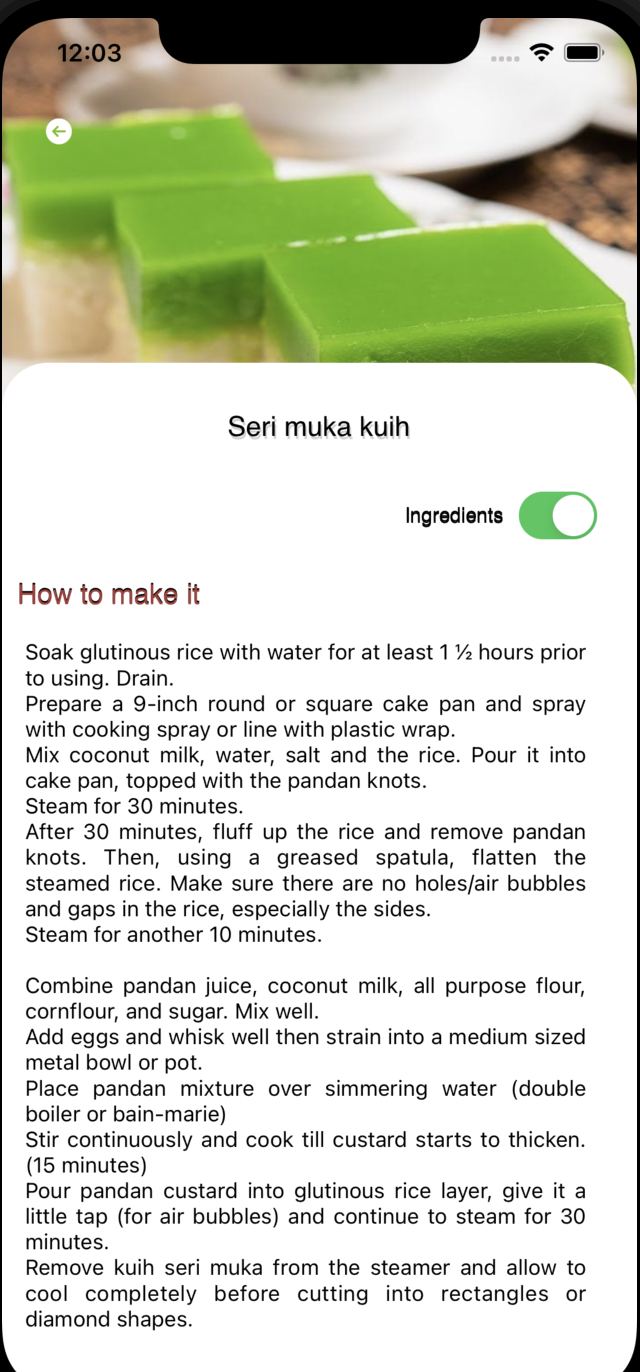 12:03
Seri muka kuih
Ingredients
How to make it
Soak glutinous rice with water for at least 1 ½ hours prior
to using. Drain.
Prepare a 9-inch round or square cake pan and spray
with cooking spray or line with plastic wrap.
Mix coconut milk, water, salt and the rice. Pour it into
cake pan, topped with the pandan knots.
Steam for 30 minutes.
After 30 minutes, fluff up the rice and remove pandan
knots. Then, using a greased spatula, flatten the
steamed rice. Make sure there are no holes/air bubbles
and gaps in the rice, especially the sides.
Steam for another 10 minutes.
Combine pandan juice, coconut milk, all purpose flour,
cornflour, and sugar. Mix well.
Add eggs and whisk well then strain into a medium sized
metal bowl or pot.
Place pandan mixture over simmering water (double
boiler or bain-marie)
Stir continuously and cook till custard starts to thicken.
(15 minutes)
Pour pandan custard into glutinous rice layer, give it a
little tap (for air bubbles) and continue to steam for 30
minutes.
Remove kuih seri muka from the steamer and allow to
cool completely before cutting into rectangles or
diamond shapes.